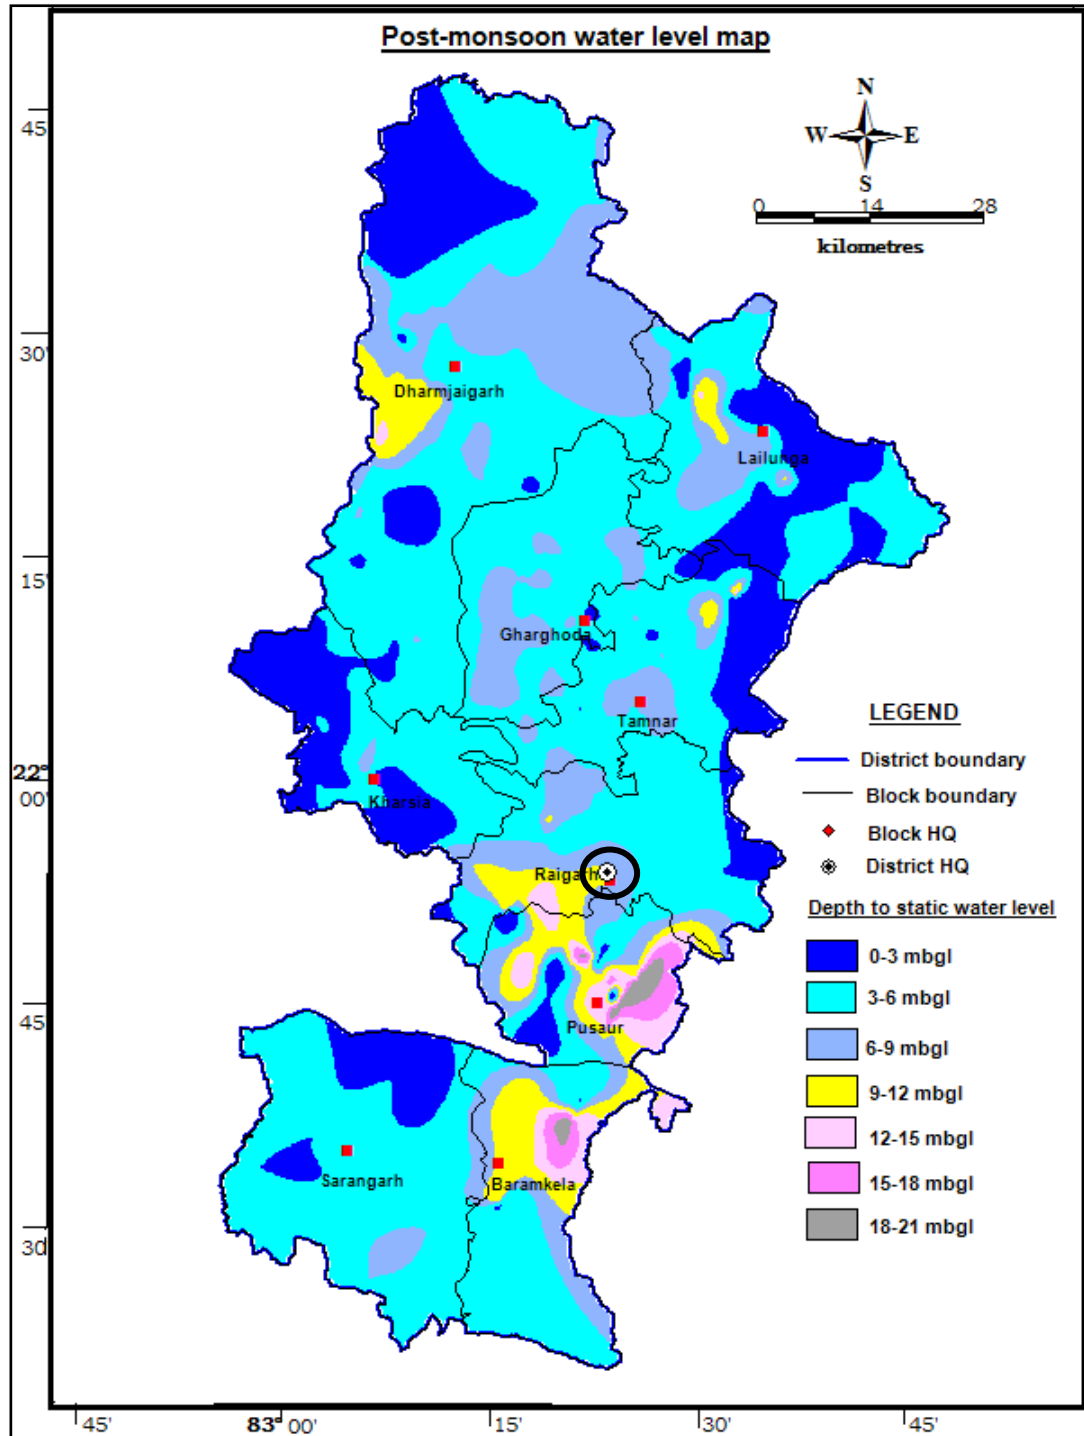 Post-monsoon water level map
N
W E
S
0 14 28
kilometres
45'
30'
15'
22°
00'
45'
30'
Dharmjaigarh
Lailunga
Gharghoda
Tamnar
Kharsia
Raigarh
Pusaur
Sarangarh
Baramkela
LEGEND
District boundary
Block boundary
Block HQ
District HQ
Depth to static water level
0-3 mbgl
3-6 mbgl
6-9 mbgl
9-12 mbgl
12-15 mbgl
15-18 mbgl
18-21 mbgl
45' 83° 00' 15' 30' 45'